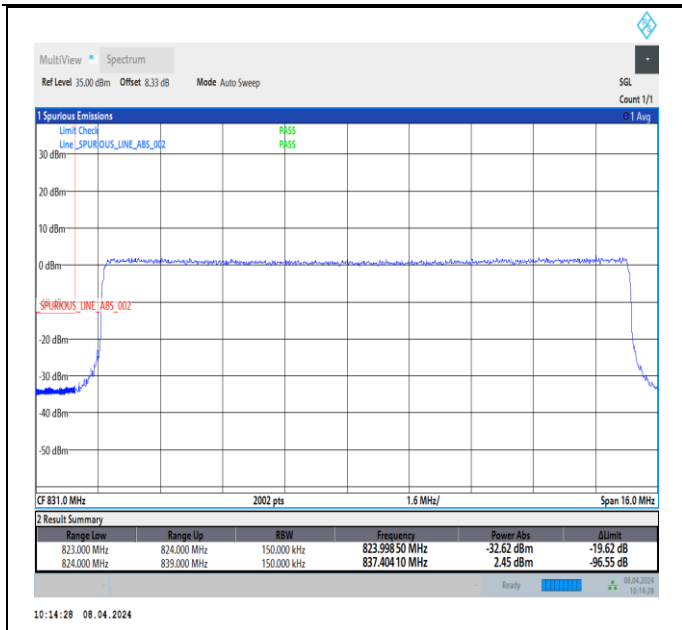 MultiView Spectrum
Ref Level 35.00 dBm Offset 8.33 dB Mode Auto Sweep SGL
Count 1/1
1 Spurious Emissions 1 Avg
Limit Check PASS
Line _SPURIOUS_LINE_ABS_002 PASS
30 dBm
20 dBm
10 dBm
0 dBm
_SPURIOUS_LINE_ABS_002
-20 dBm
-30 dBm
-40 dBm
-50 dBm
CF 831.0 MHz 2002 pts 1.6 MHz/ Span 16.0 MHz
2 Result Summary
Range Low Range Up RBW Frequency Power Abs ΔLimit
823.000 MHz 824.000 MHz 150.000 kHz 823.99850 MHz -32.62 dBm -19.62 dB
824.000 MHz 839.000 MHz 150.000 kHz 837.40410 MHz 2.45 dBm -96.55 dB
Ready 08.04.2024
10:14:28
10:14:28 08.04.2024